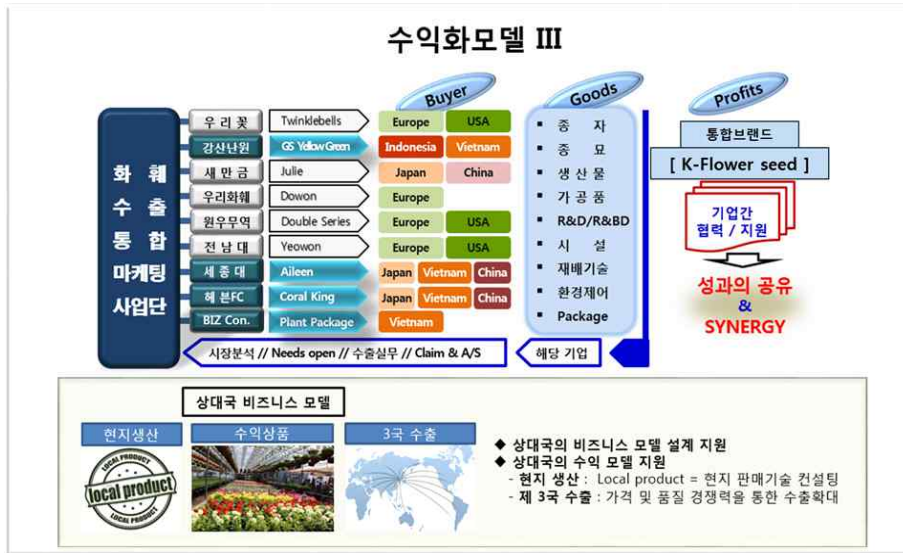 수익화모델 III
Buyer
Goods
Profits
화 훼
수 출
통 합
마케팅
사업단
우 리 꽃 Twinklebells Europe USA
강산난원 GS YellowGreen Indonesia Vietnam
새 만 금 Julie Japan China
우리화훼 Dowon Europe
원우무역 Double Series Europe USA
전 남 대 Yeowon Europe USA
세 종 대 Aileen Japan Vietnam China
헤 븐FC Coral King Japan Vietnam China
BIZ Con. Plant Package Vietnam
▪ 종 자
▪ 종 묘
▪ 생 산 물
▪ 가 공 품
▪ R&D/R&BD
▪ 시 설
▪ 재배기술
▪ 환경제어
▪ Package
통합브랜드
[ K-Flower seed ]
기업간
협력 / 지원
성과의 공유
&
SYNERGY
시장분석 // Needs open // 수출실무 // Claim & A/S
해당 기업
상대국 비즈니스 모델
현지생산
수익상품
3국 수출
LOCAL PRODUCT
local product
LOCAL PRODUCT
◆ 상대국의 비즈니스 모델 설계 지원
◆ 상대국의 수익 모델 지원
- 현지 생산 : Local product = 현지 판매기술 컨설팅
- 제 3국 수출 : 가격 및 품질 경쟁력을 통한 수출확대